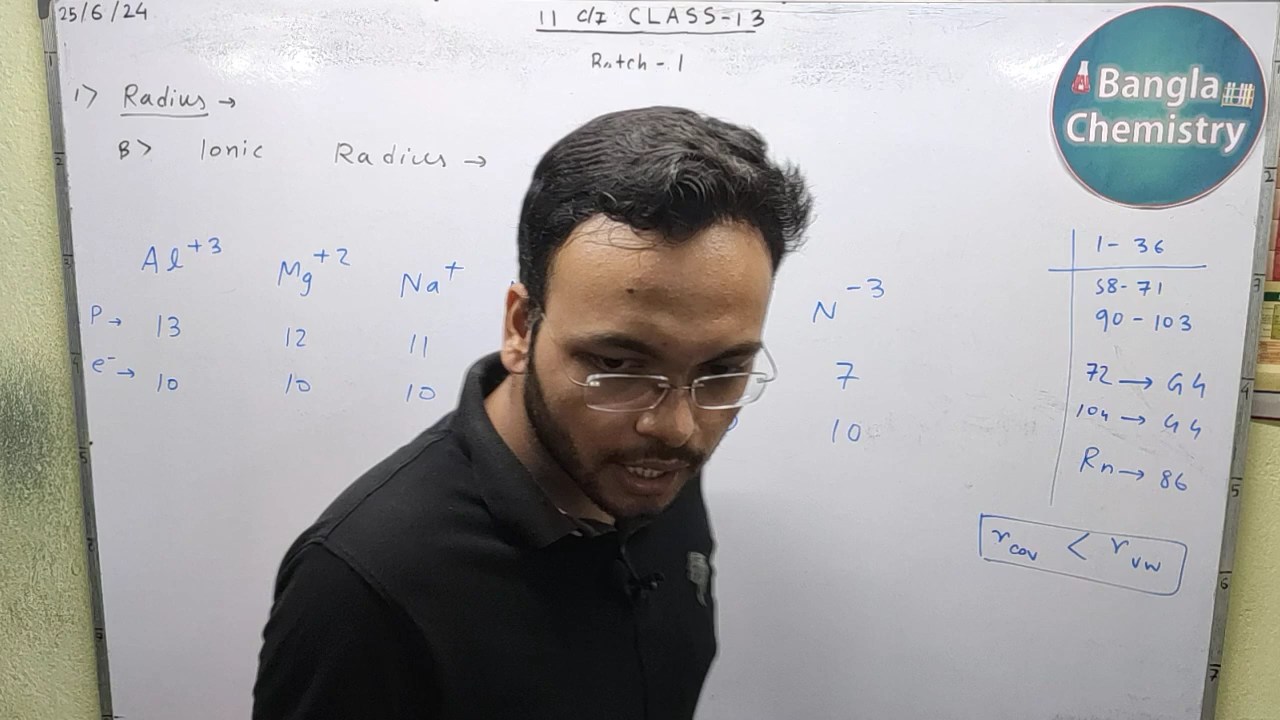 25/6/24
11 C/I CLASS-13
Batch-1
Bangla
Chemistry
1> Radius →
B> Ionic Radius →
Al+3 Mg+2 Na+ N-3
P → 13 12 11 7
e- → 10 10 10 10
1-36
58-71
90-103
72 → G4
104 → G4
Rn → 86
rcov < rvw